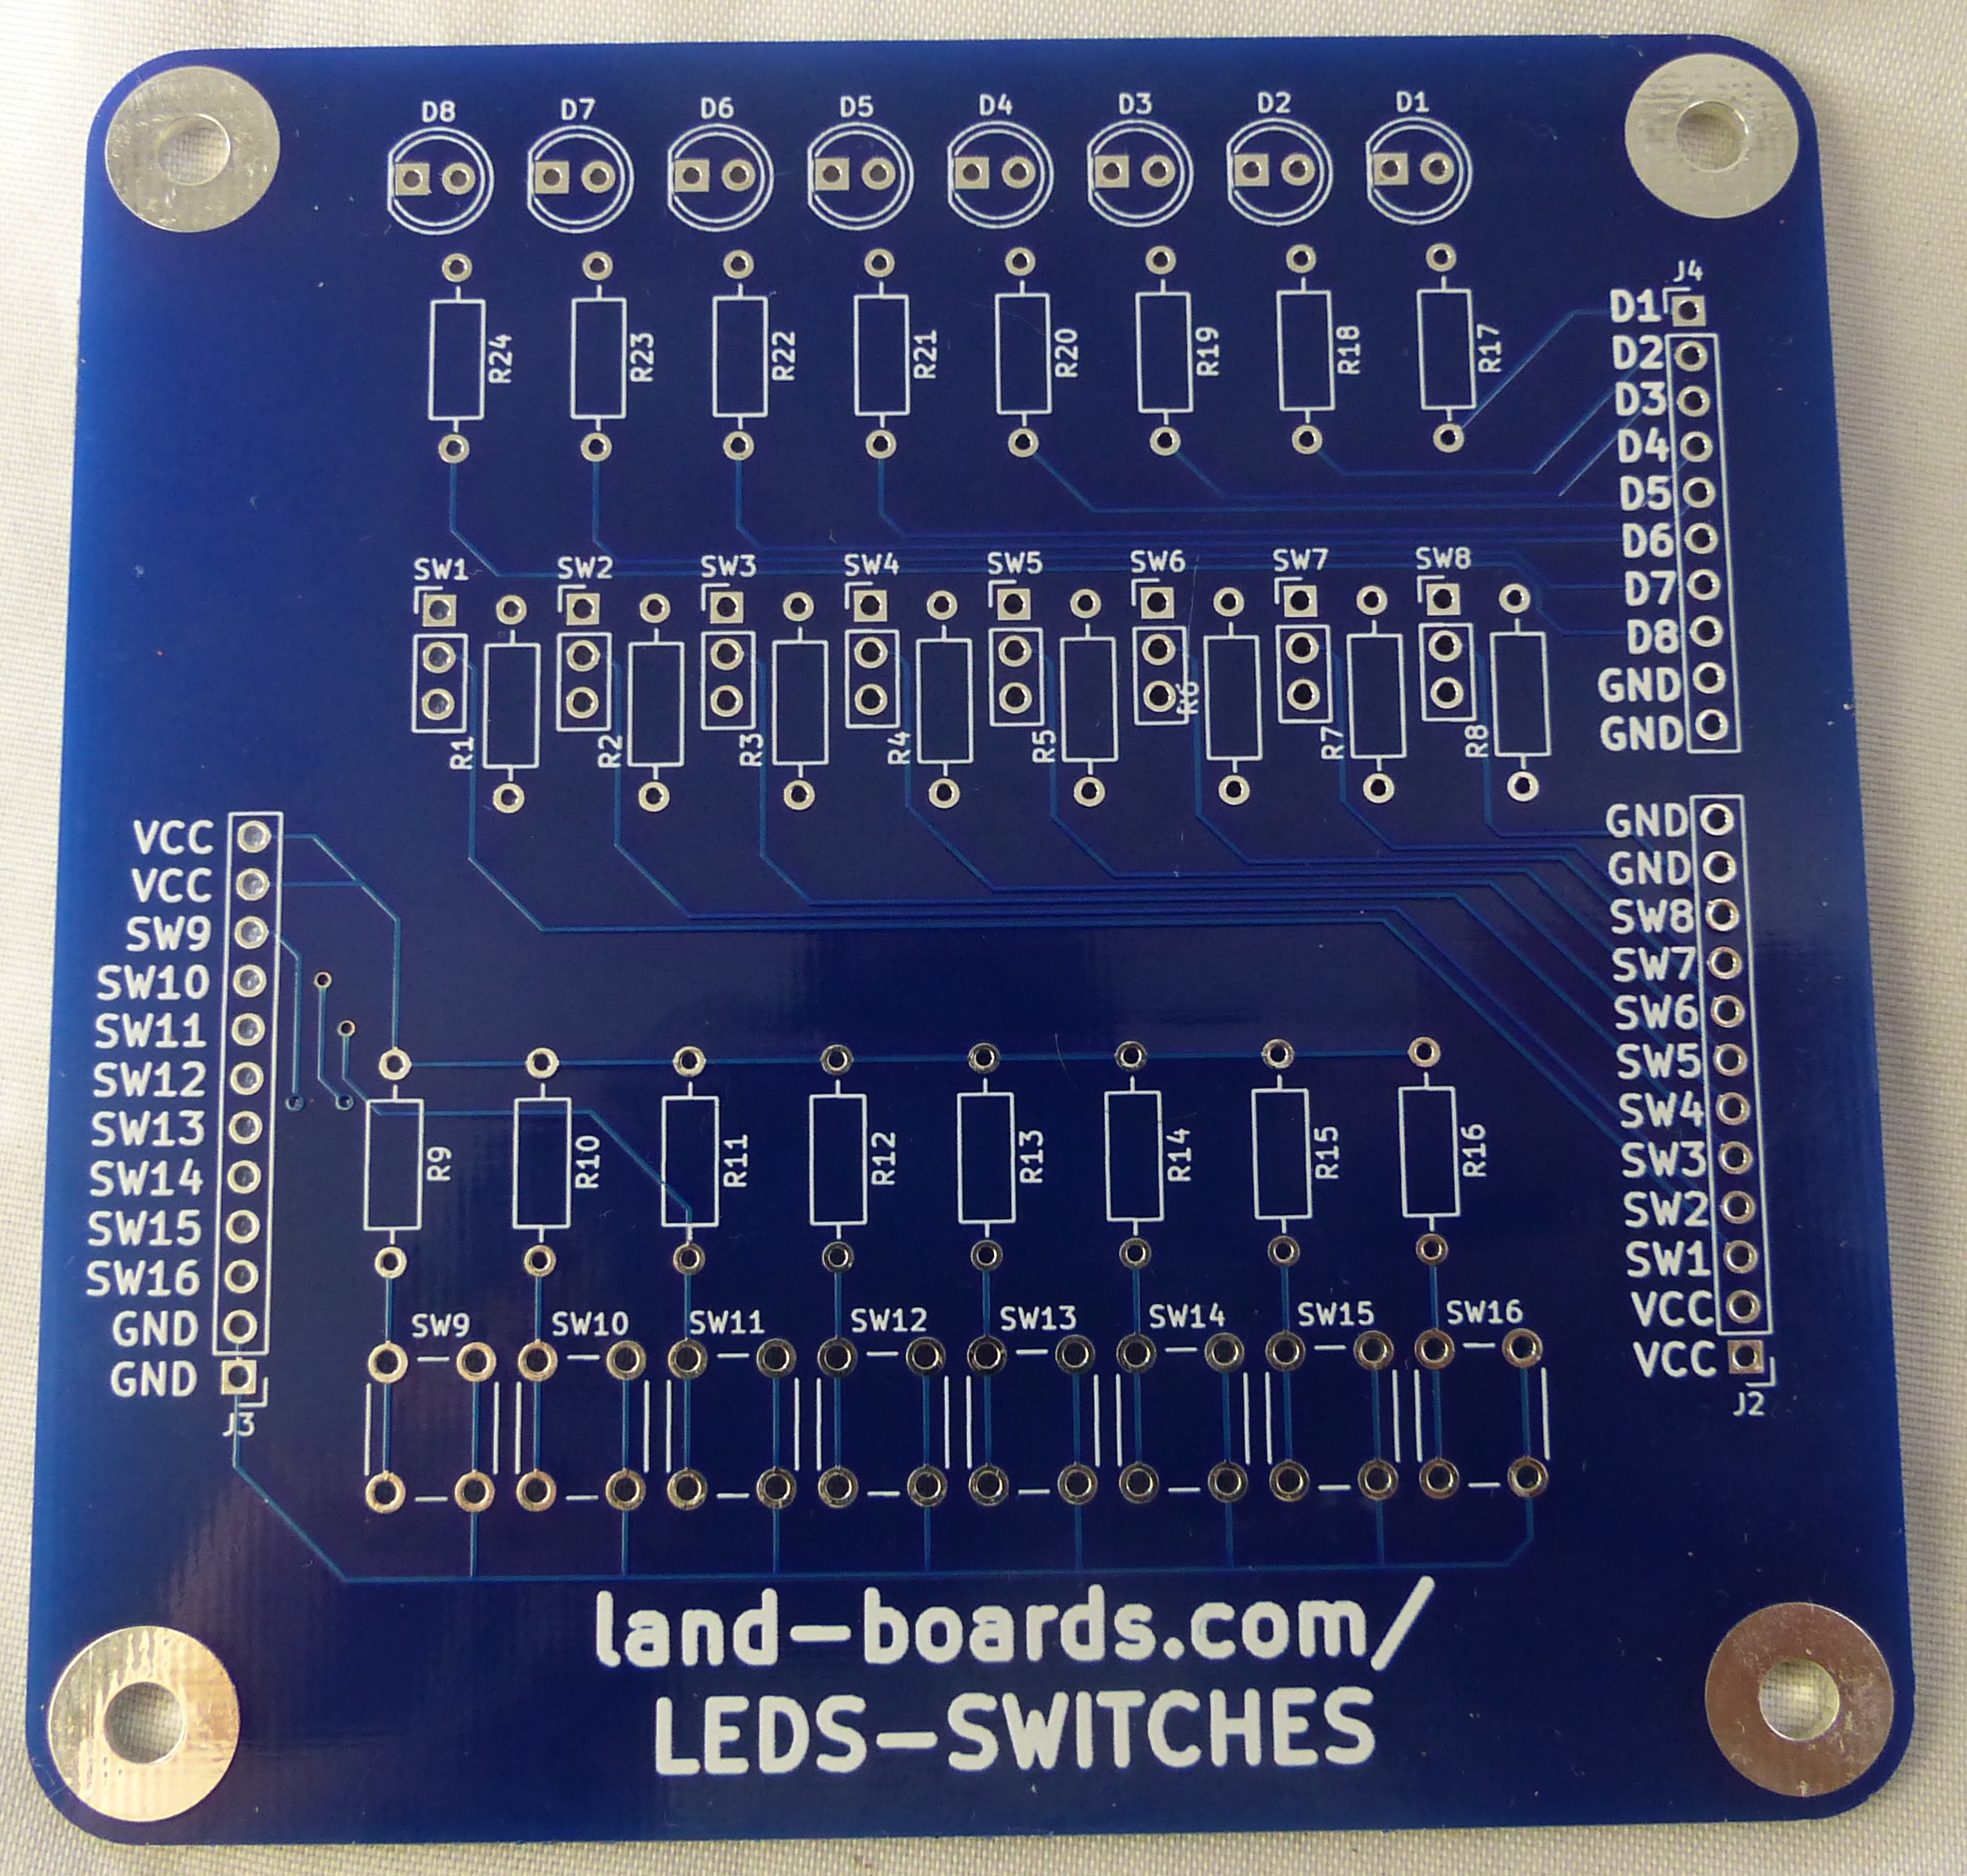 D8 D7 D6 D5 D4 D3 D2 D1
J4
R24 R23 R22 R21 R20 R19 R18 R17
D1
D2
D3
D4
D5
D6
D7
D8
GND
GND
SW1 SW2 SW3 SW4 SW5 SW6 SW7 SW8
R1 R2 R3 R4 R5 R6 R7 R8
VCC
VCC
SW9
SW10
SW11
SW12
SW13
SW14
SW15
SW16
GND
GND
J3
GND
GND
SW8
SW7
SW6
SW5
SW4
SW3
SW2
SW1
VCC
VCC
J2
R9 R10 R11 R12 R13 R14 R15 R16
SW9 SW10 SW11 SW12 SW13 SW14 SW15 SW16
land-boards.com/
LEDS-SWITCHES